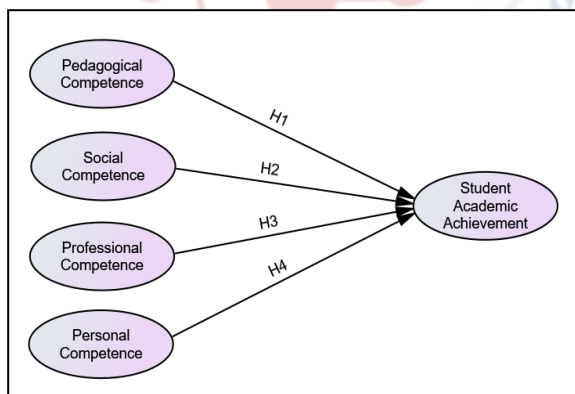 Pedagogical
Competence
H1
Social
Competence
H2
Student
Academic
Achievement
Professional
Competence
H3
H4
Personal
Competence